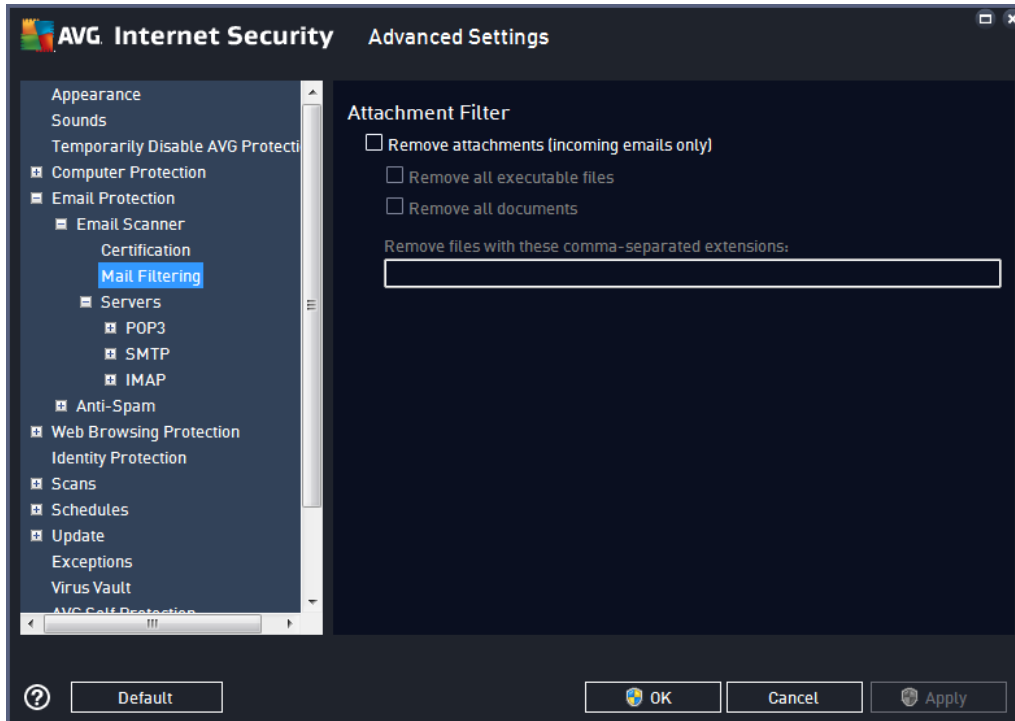 AVG. Internet Security Advanced Settings
Appearance
Sounds
Temporarily Disable AVG Protecti
Computer Protection
Email Protection
Email Scanner
Certification
Mail Filtering
Servers
POP3
SMTP
IMAP
Anti-Spam
Web Browsing Protection
Identity Protection
Scans
Schedules
Update
Exceptions
Virus Vault
AVG Self Protection
Attachment Filter
Remove attachments (incoming emails only)
Remove all executable files
Remove all documents
Remove files with these comma-separated extensions:
? Default OK Cancel Apply